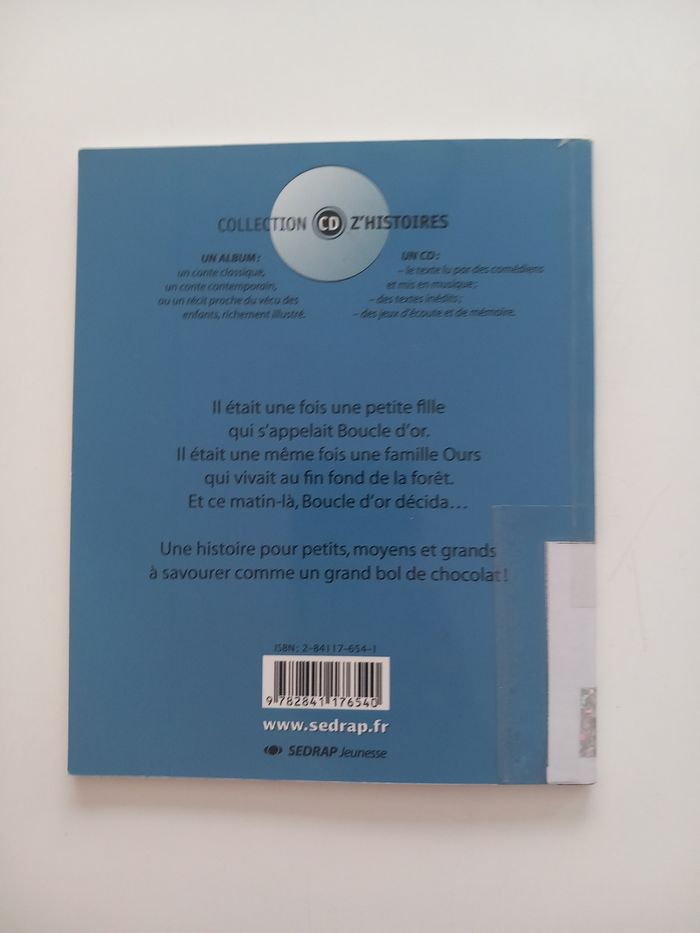 COLLECTION CD Z'HISTOIRES
UN ALBUM :
un conte classique,
un conte contemporain,
ou un récit proche du vécu des
enfants, richement illustré.
UN CD :
– le texte lu par des comédiens
et mis en musique ;
– des textes inédits ;
– des jeux d'écoute et de mémoire.
Il était une fois une petite fille
qui s'appelait Boucle d'or.
Il était une même fois une famille Ours
qui vivait au fin fond de la forêt.
Et ce matin-là, Boucle d'or décida…
Une histoire pour petits, moyens et grands
à savourer comme un grand bol de chocolat !
ISBN : 2-84117-654-1
9 782841 176540
www.sedrap.fr
SEDRAP Jeunesse